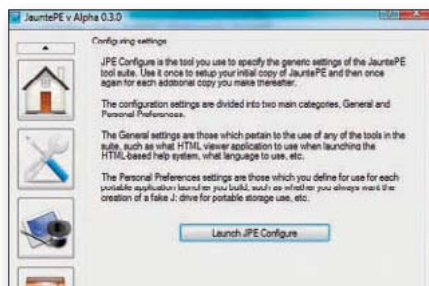 JauntePE v Alpha 0.3.0
Configuring settings
JPE Configure is the tool you use to specify the generic settings of the JauntePE
tool suite. Use it once to setup your initial copy of JauntePE and then once
again for each additional copy you make thereafter.
The configuration settings are divided into two main categories, General and
Personal Preferences.
The General settings are those which pertain to the use of any of the tools in the
suite, such as what HTML viewer application to use when launching the
HTML-based help system, what language to use, etc.
The Personal Preferences settings are those which you define for use for each
portable application launcher you build, such as whether you always want the
creation of a fake J: drive for portable storage use, etc.
Launch JPE Configure